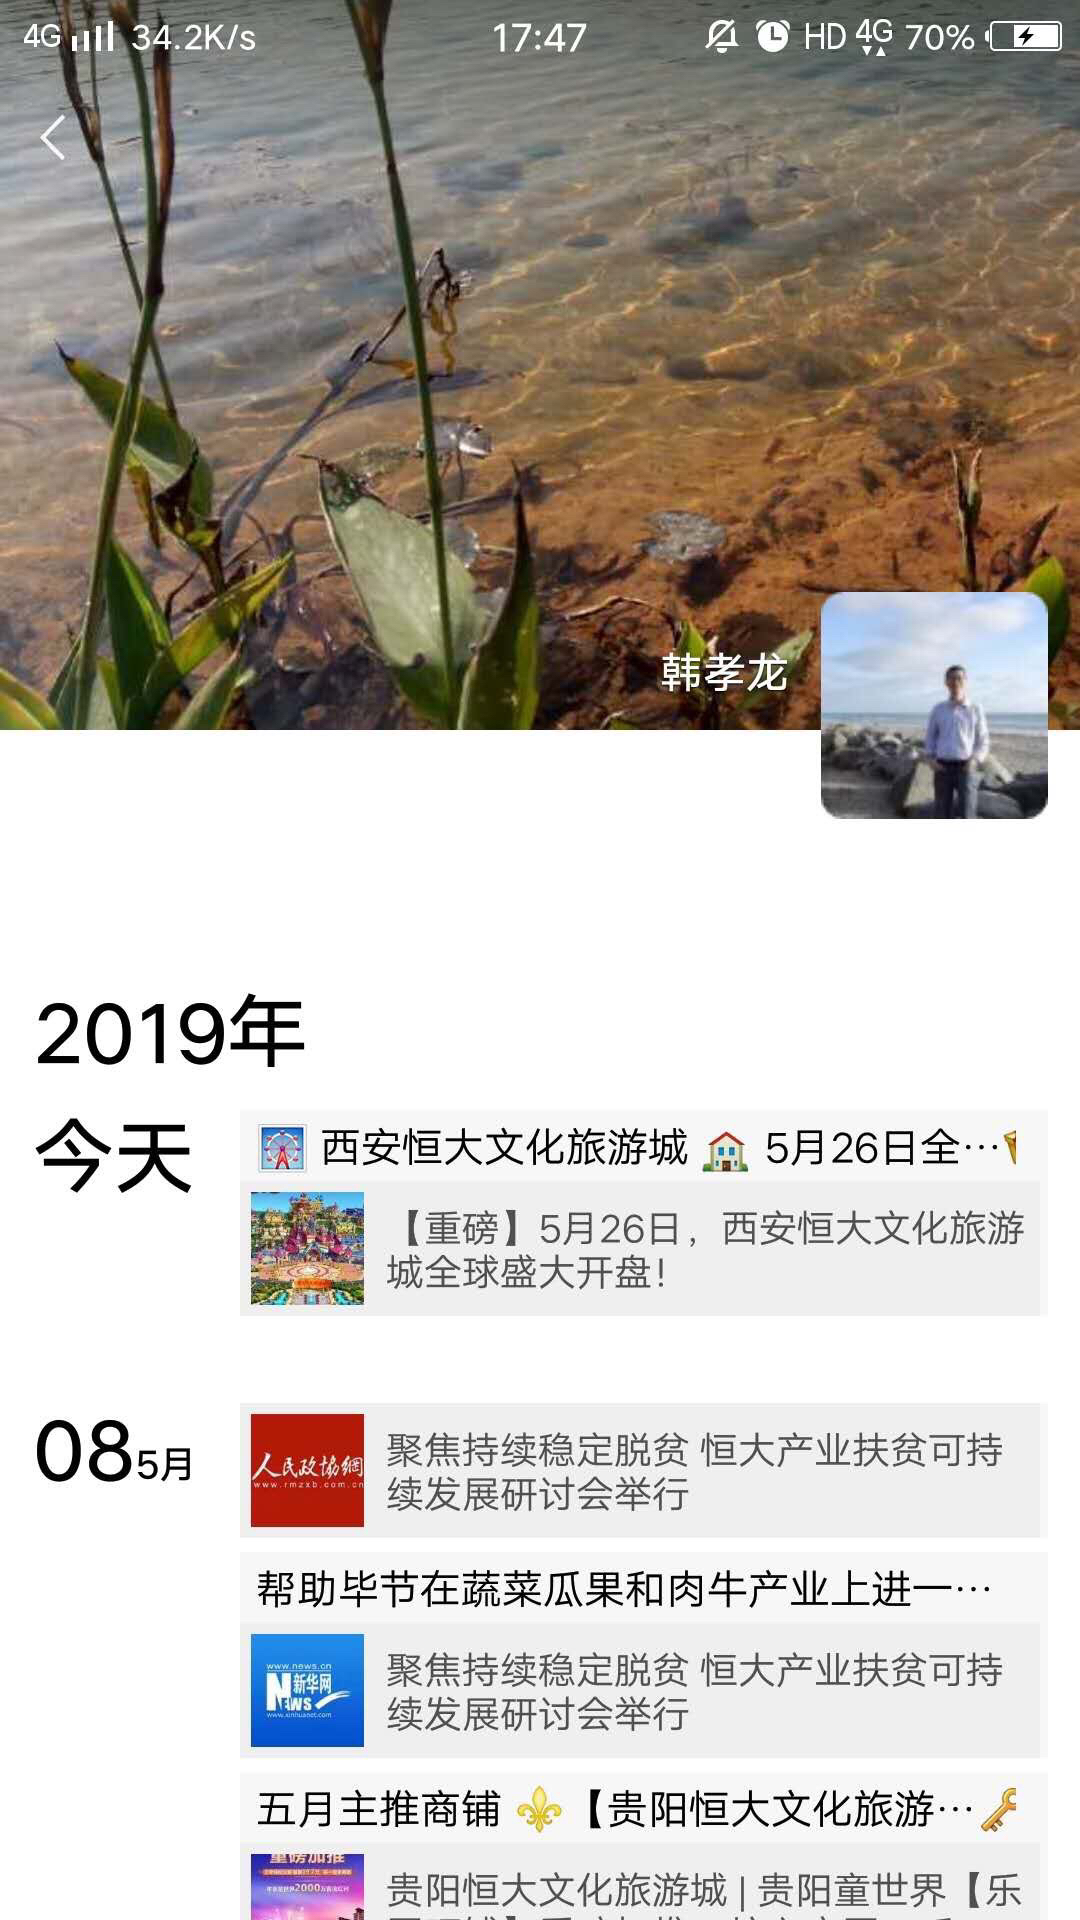 4G 34.2K/s 17:47 HD 4G 70%
韩孝龙
2019年
今天
西安恒大文化旅游城 5月26日全…
【重磅】5月26日，西安恒大文化旅游
城全球盛大开盘！
08 5月
人民政协網
www.rmzxb.com.cn
聚焦持续稳定脱贫 恒大产业扶贫可持
续发展研讨会举行
帮助毕节在蔬菜瓜果和肉牛产业上进一…
www.news.cn
NEWS 新华网
www.xinhuanet.com
聚焦持续稳定脱贫 恒大产业扶贫可持
续发展研讨会举行
五月主推商铺 【贵阳恒大文化旅游…
重磅加推
贵阳恒大文化旅游城 | 贵阳童世界【乐